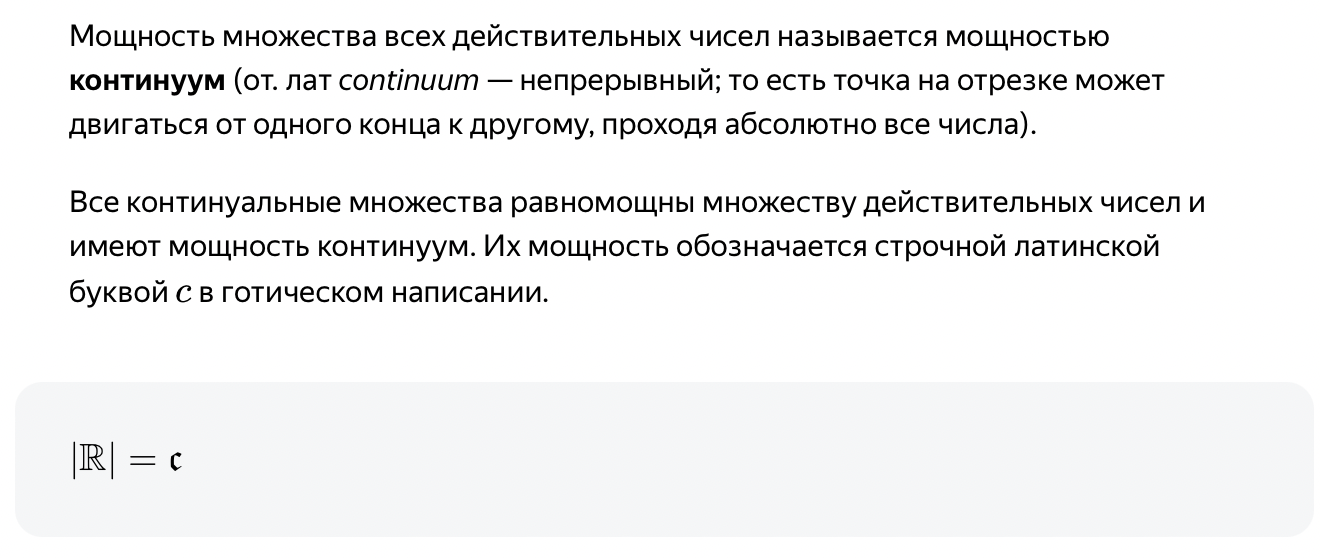 Мощность множества всех действительных чисел называется мощностью
континуум (от. лат continuum — непрерывный; то есть точка на отрезке может
двигаться от одного конца к другому, проходя абсолютно все числа).
Все континуальные множества равномощны множеству действительных чисел и
имеют мощность континуум. Их мощность обозначается строчной латинской
буквой c в готическом написании.
|ℝ| = 𝔠